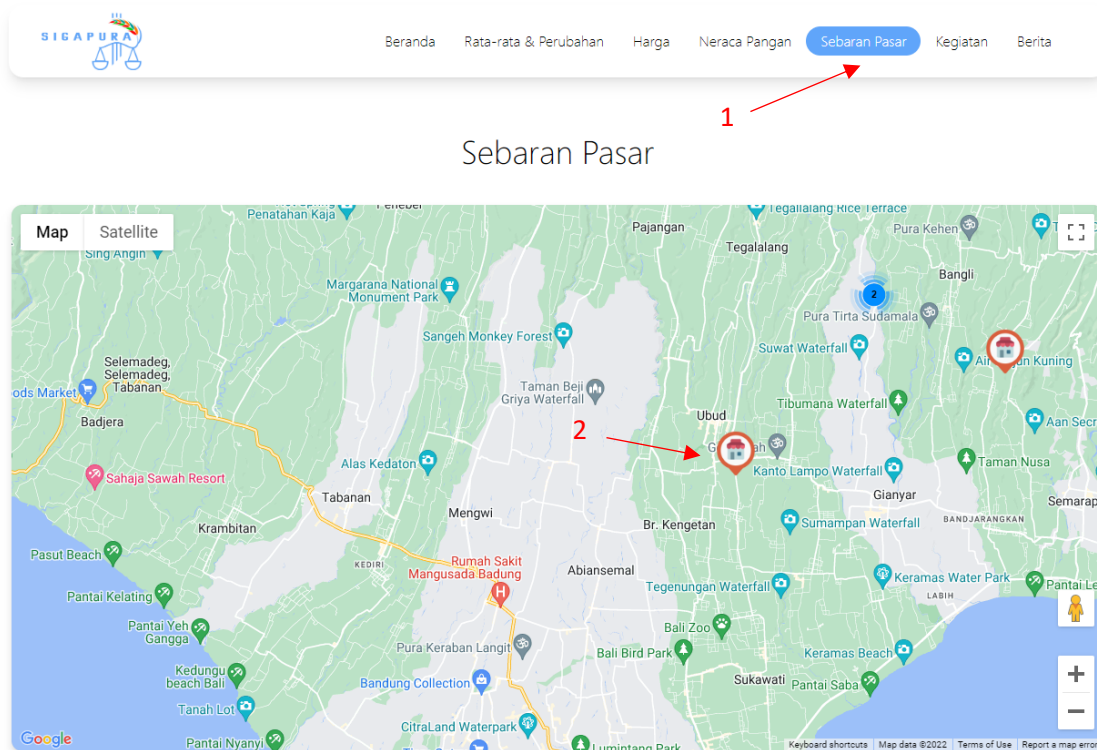 SIGAPURA
Beranda Rata-rata & Perubahan Harga Neraca Pangan Sebaran Pasar Kegiatan Berita
1
Sebaran Pasar
Map Satellite
Penatahan Kaja
Penebel
Tegallalang Rice Terrace
Pajangan
Pura Kehen
Sing Angin
Tegalalang
Bangli
Margarana National
Monument Park
2
Pura Tirta Sudamala
Sangeh Monkey Forest
Suwat Waterfall
Selemadeg,
Selemadeg,
Tabanan
Kuning
ods Market
Taman Beji
Griya Waterfall
Tibumana Waterfall
Badjera
Ubud
Aan Secr
2
Alas Kedaton
Kanto Lampo Waterfall
Taman Nusa
Sahaja Sawah Resort
Tabanan
Gianyar
Semarap
Mengwi
Krambitan
Br. Kengetan
Sumampan Waterfall
BANDJARANGKAN
Pasut Beach
KEDIRI
Rumah Sakit
Mangusada Badung
Abiansemal
Tegenungan Waterfall
Keramas Water Park
Pantai Le
LABIH
Pantai Kelating
Pantai Yeh
Gangga
Bali Zoo
Pura Keraban Langit
Bali Bird Park
Keramas Beach
Kedungu
beach Bali
Bandung Collection
Sukawati
Pantai Saba
Tanah Lot
CitraLand Waterpark
Google
Pantai Nyanyi
Lumintang Park
Keyboard shortcuts Map data ©2022 Terms of Use Report a map error